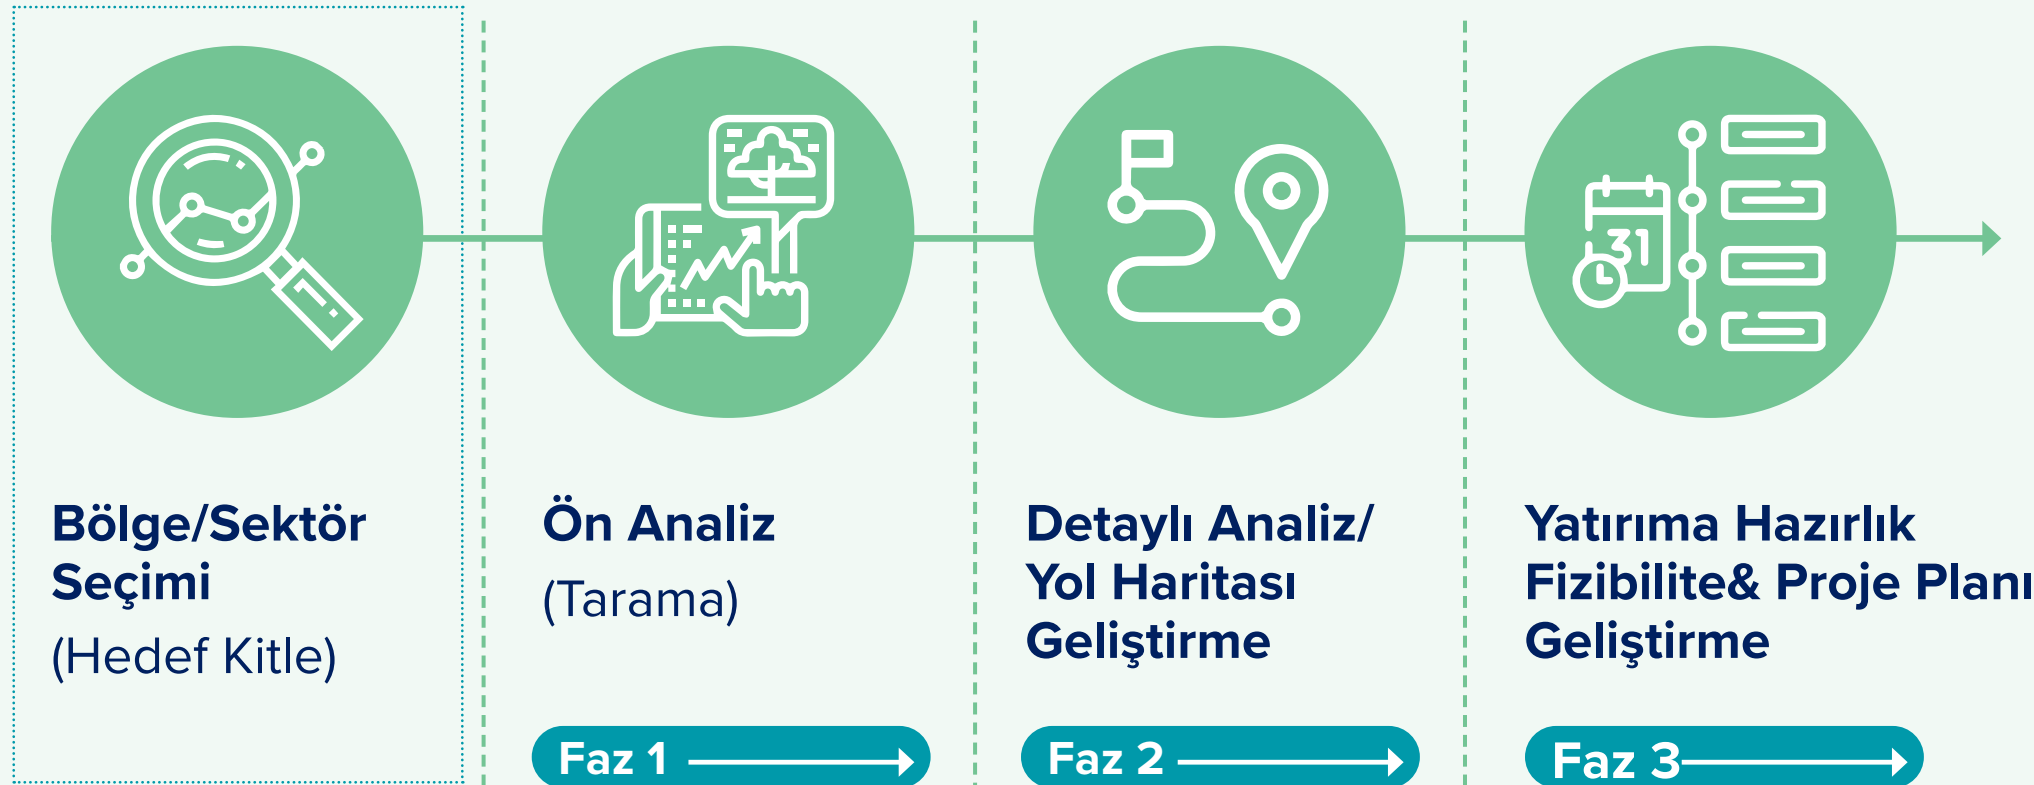 Bölge/Sektör
Seçimi
(Hedef Kitle)
Ön Analiz
(Tarama)
Detaylı Analiz/
Yol Haritası
Geliştirme
Yatırıma Hazırlık
Fizibilite& Proje Planı
Geliştirme
31
Faz 1
Faz 2
Faz 3